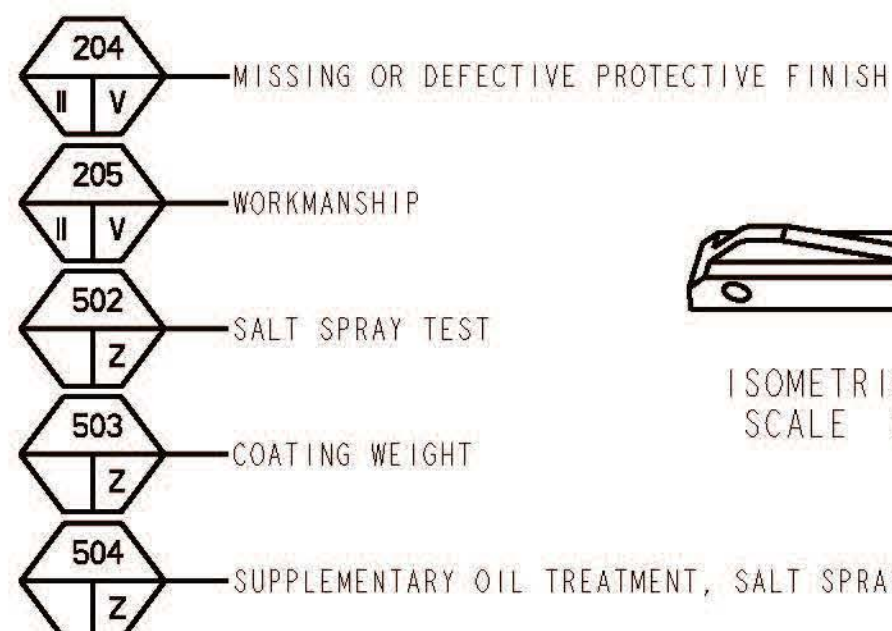 204
II V
MISSING OR DEFECTIVE PROTECTIVE FINISH
205
II V
WORKMANSHIP
502
Z
SALT SPRAY TEST
503
Z
COATING WEIGHT
504
Z
SUPPLEMENTARY OIL TREATMENT, SALT SPRA
ISOMETRI
SCALE